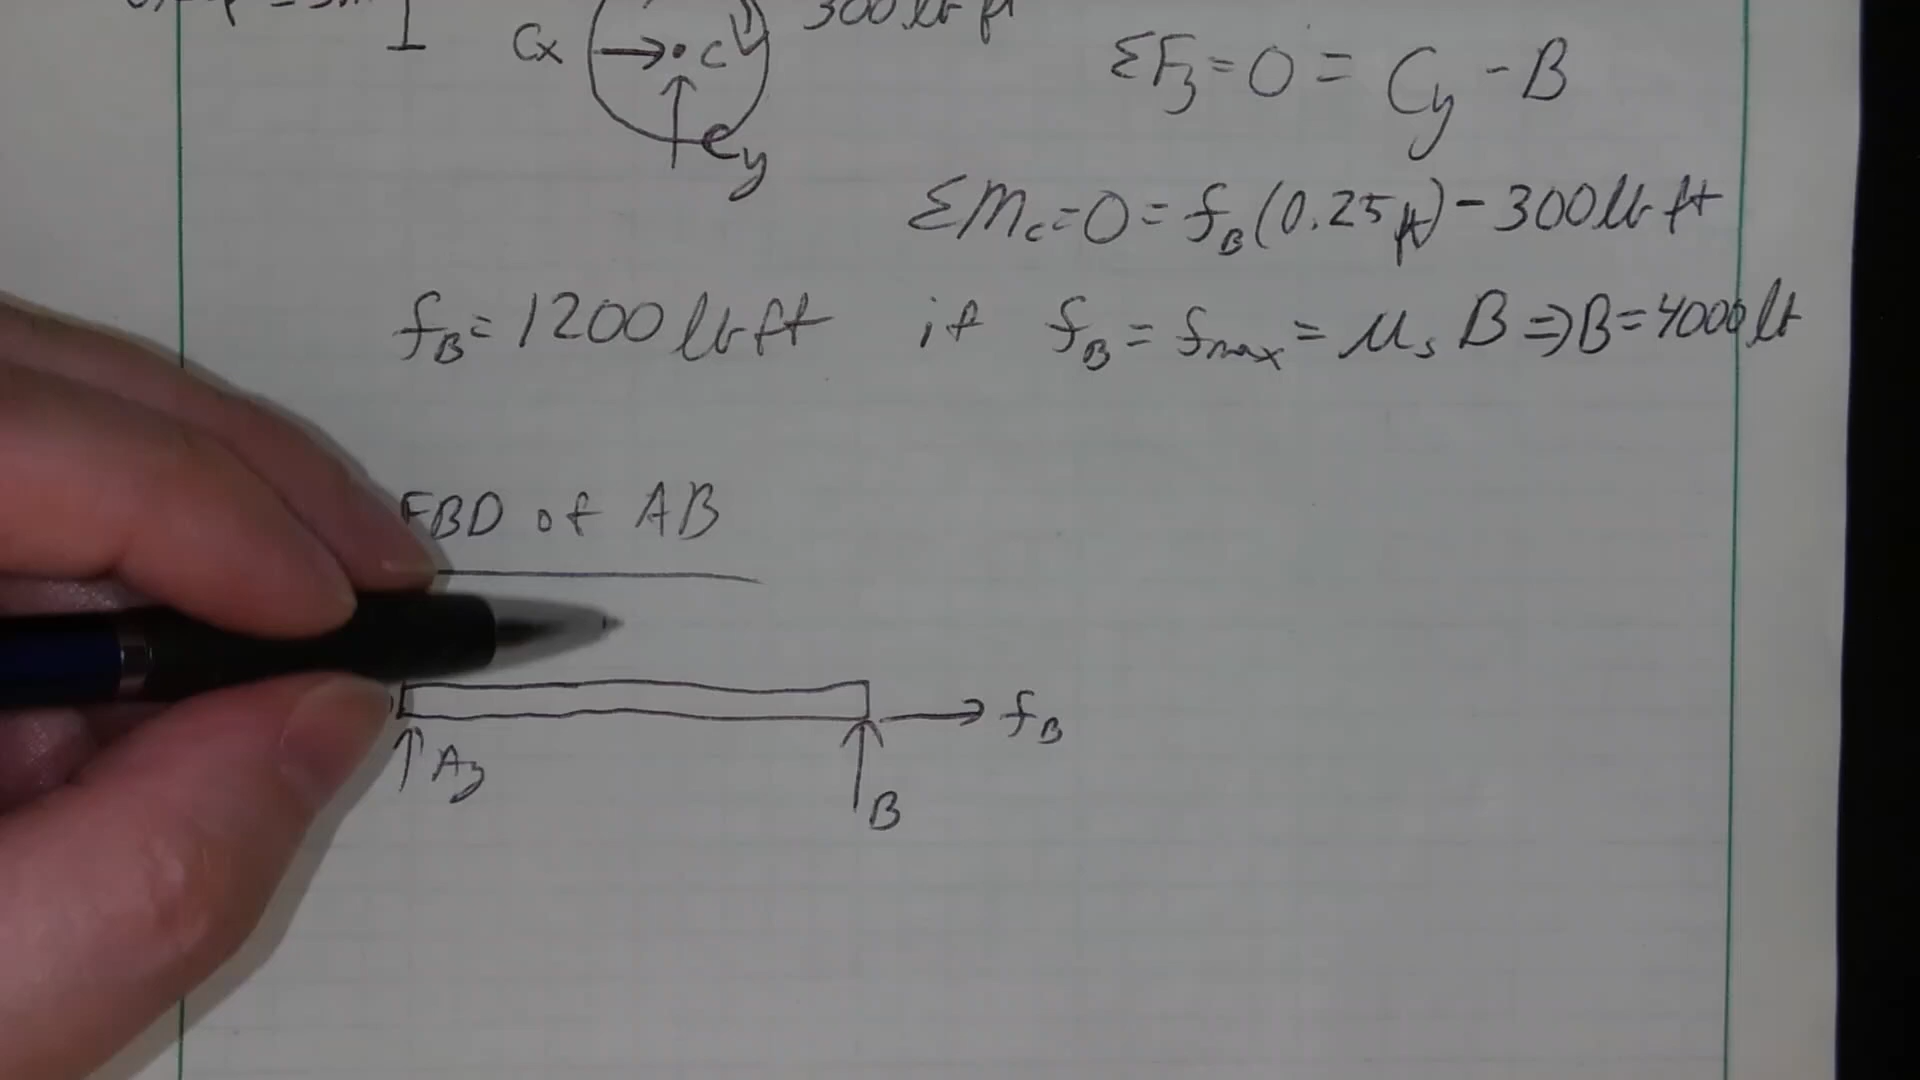 300 lb ft
Cx C
Cy
ΣFy = 0 = Cy - B
ΣMc = 0 = fB (0.25 ft) - 300 lb ft
fB = 1200 lb ft if fB = fmax = μs B ⇒ B = 4000 lb
FBD of AB
fB
Ay
B